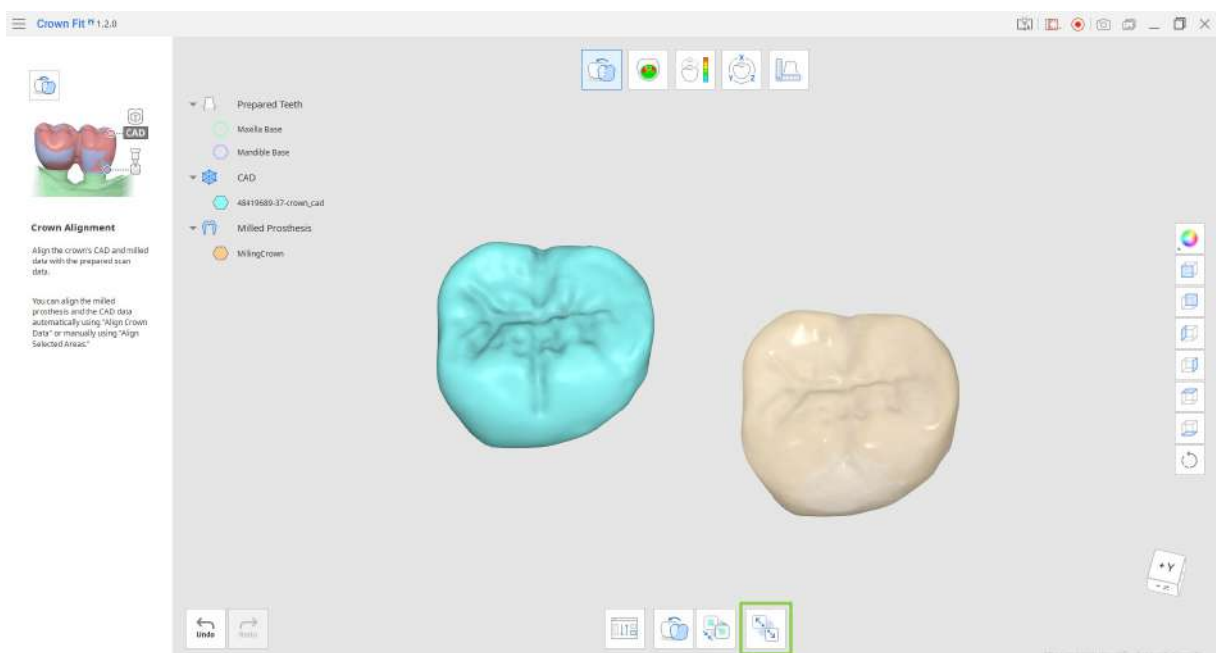 Crown Fit 1.2.0
CAD
Crown Alignment
Align the crown's CAD and milled
data with the prepared scan
data.
You can align the milled
prosthesis and the CAD data
automatically using "Align Crown
Data" or manually using "Align
Selected Areas."
Prepared Teeth
Maxilla Base
Mandible Base
CAD
48419689-37-crown_cad
Milled Prosthesis
MilingCrown
X
Y
Z
+Y
Undo
Redo